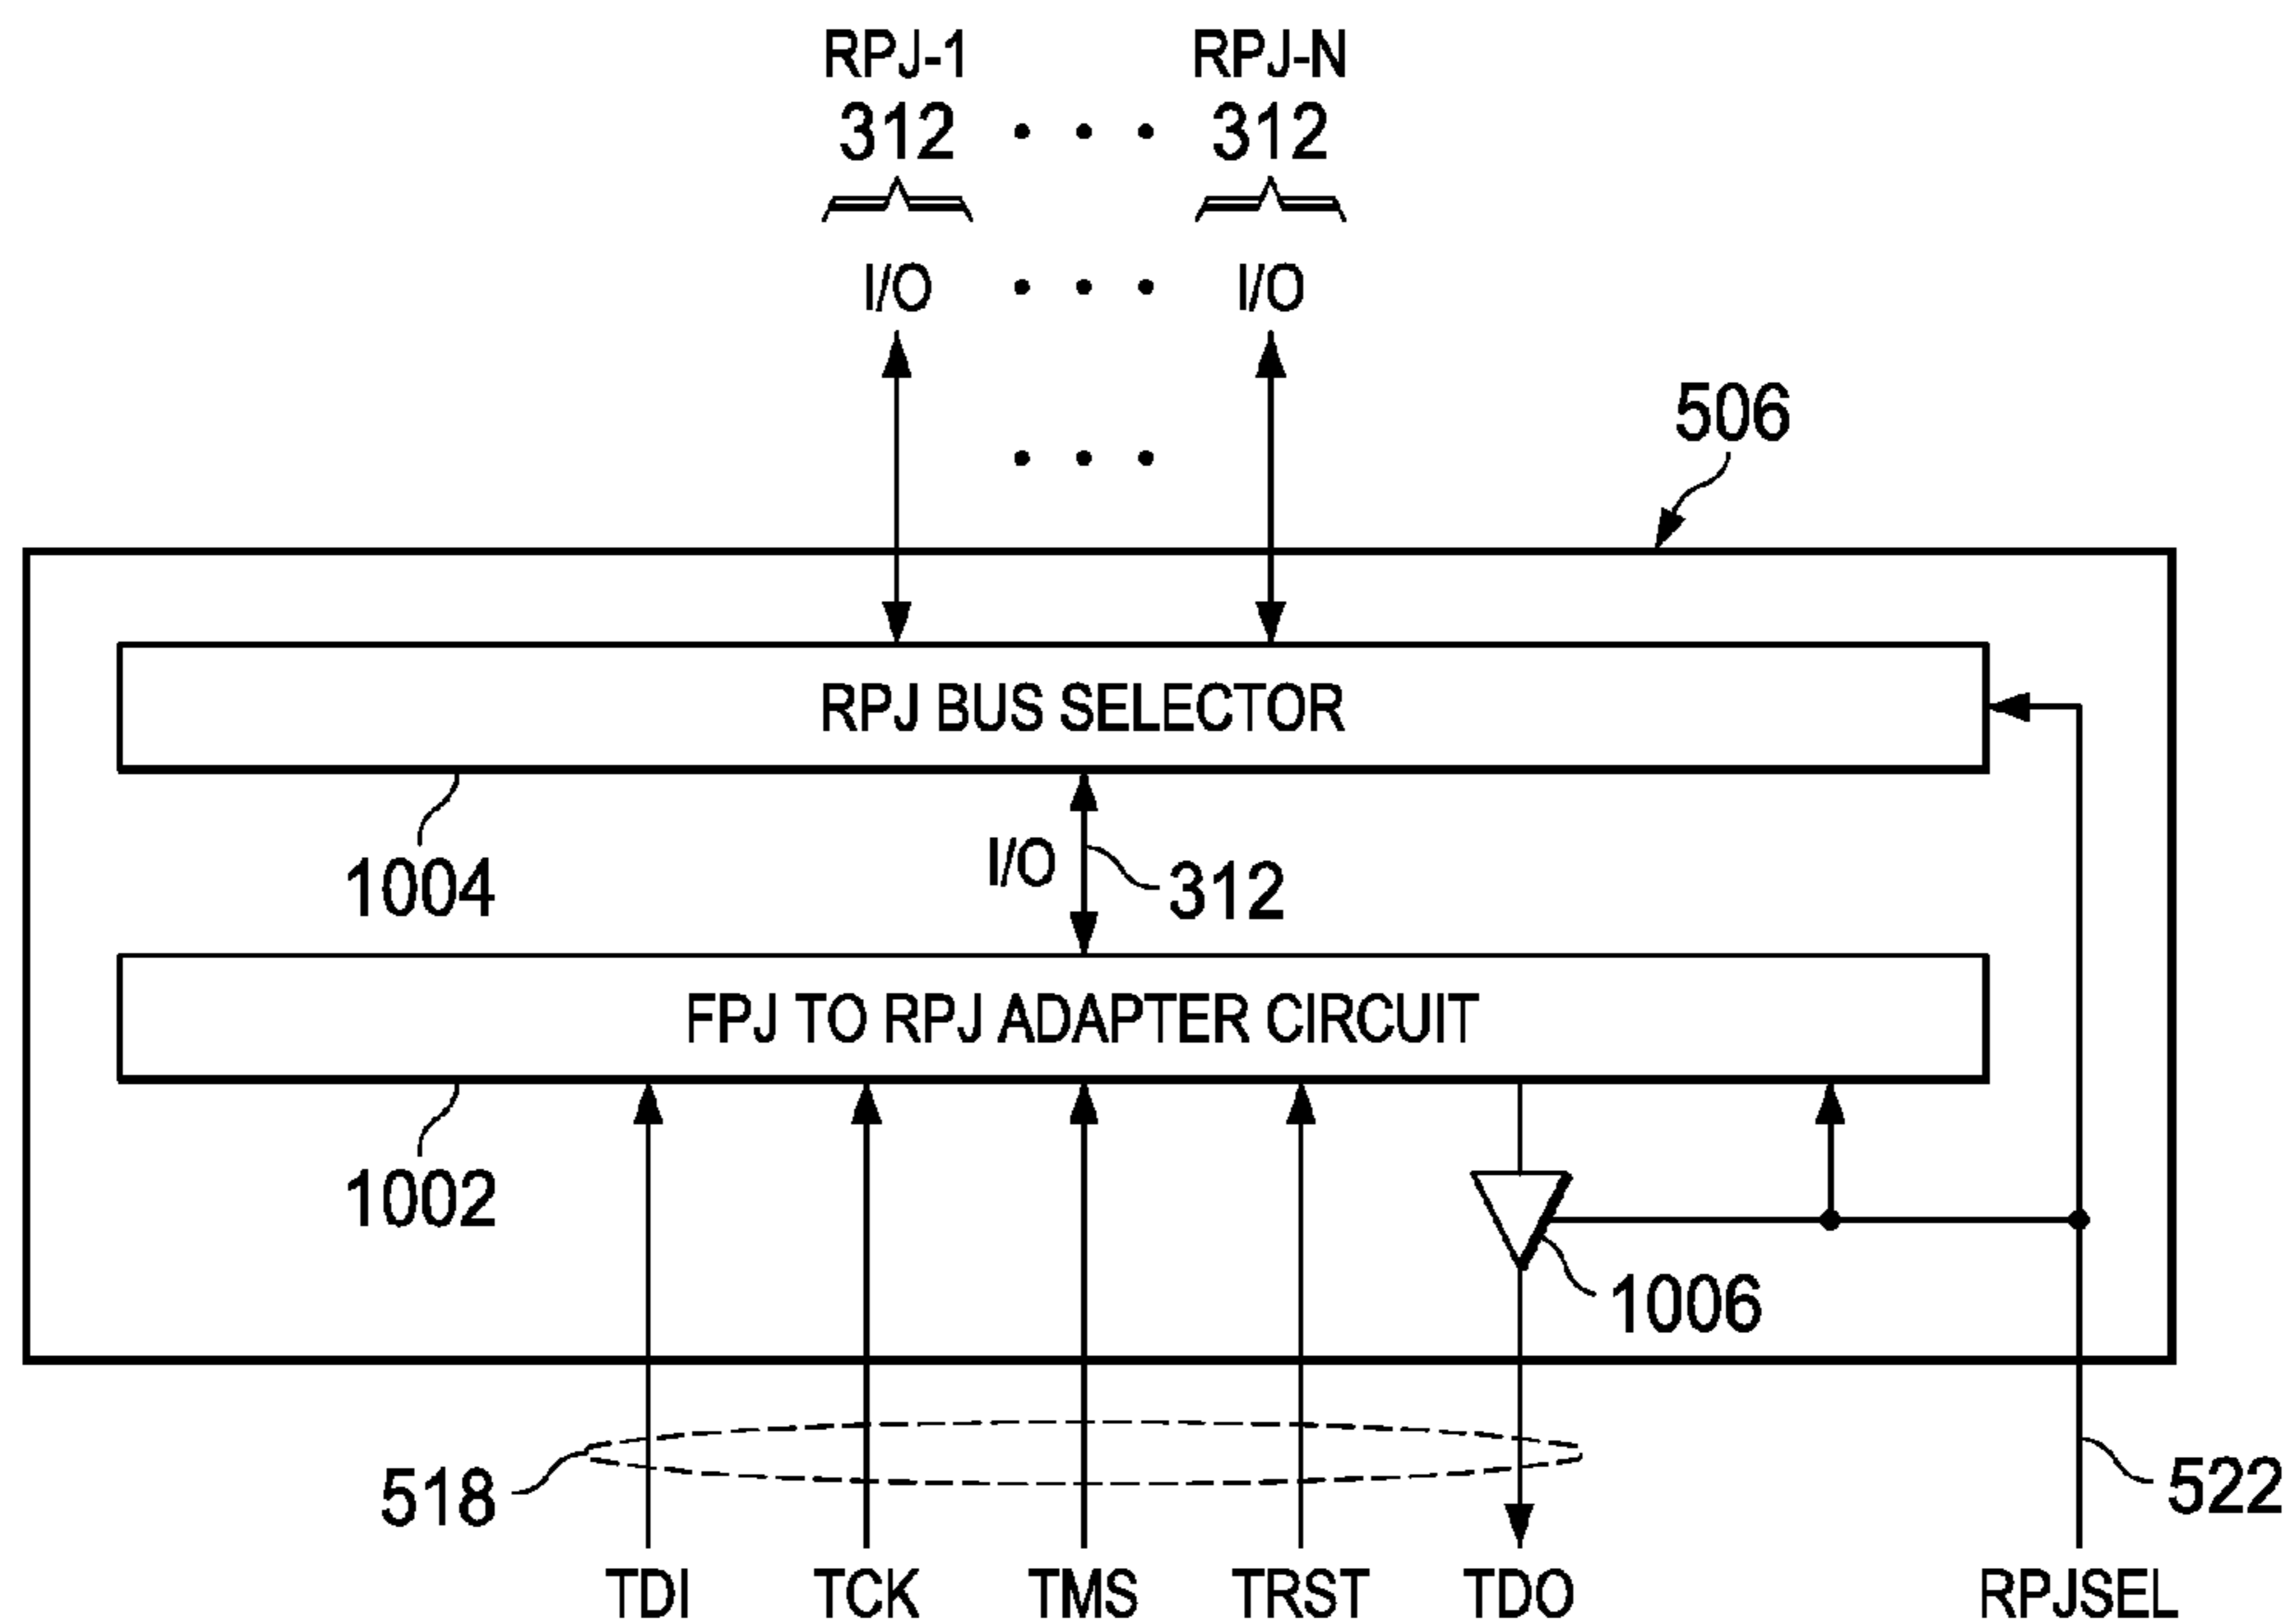 RPJ-1 RPJ-N
312 • • • 312
I/O • • • I/O
• • •
506
RPJ BUS SELECTOR
1004
I/O
312
FPJ TO RPJ ADAPTER CIRCUIT
1002
1006
518
522
TDI TCK TMS TRST TDO RPJSEL